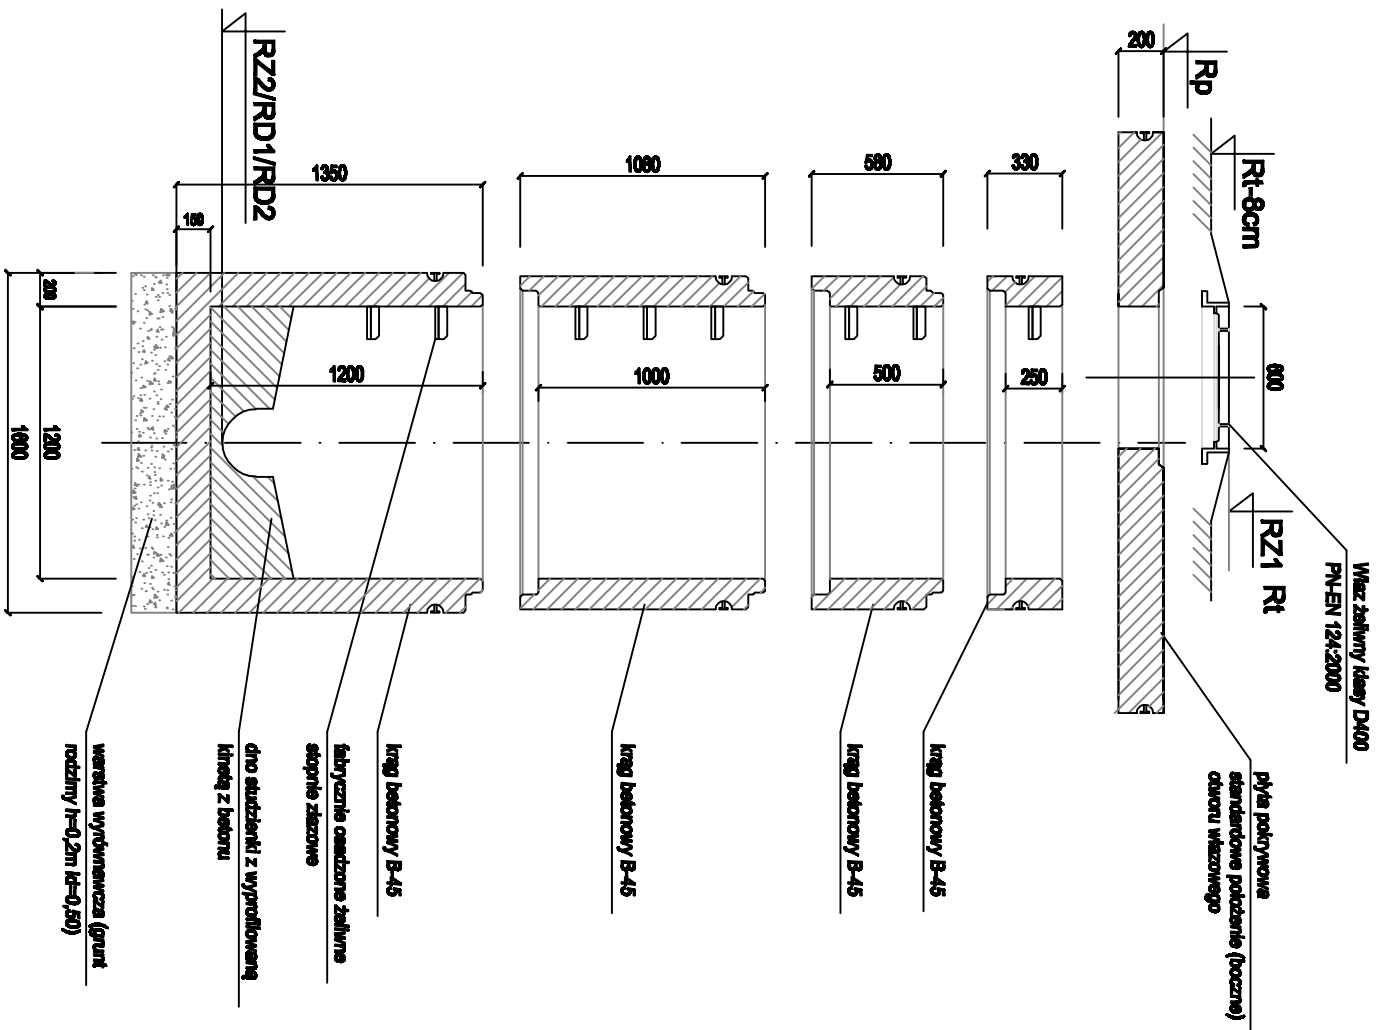 Właz żeliwny klasy D400
PN-EN 124:2000
płyta pokrywowa
standardowe położenie (boczne)
otworu włazowego
RZ1 Rt
600
Rt-8cm
Rp
200
330
250
krąg betonowy B-45
580
500
krąg betonowy B-45
1080
1000
krąg betonowy B-45
1350
1200
150
krąg betonowy B-45
fabrycznie osadzone żeliwne
stopnie złazowe
RZ2/RD1/RD2
dno studzienki z wyprofilowaną
kinetą z betonu
warstwa wyrównawcza (grunt
rodzimy h=0,2m Id=0,50)
200
1200
1600